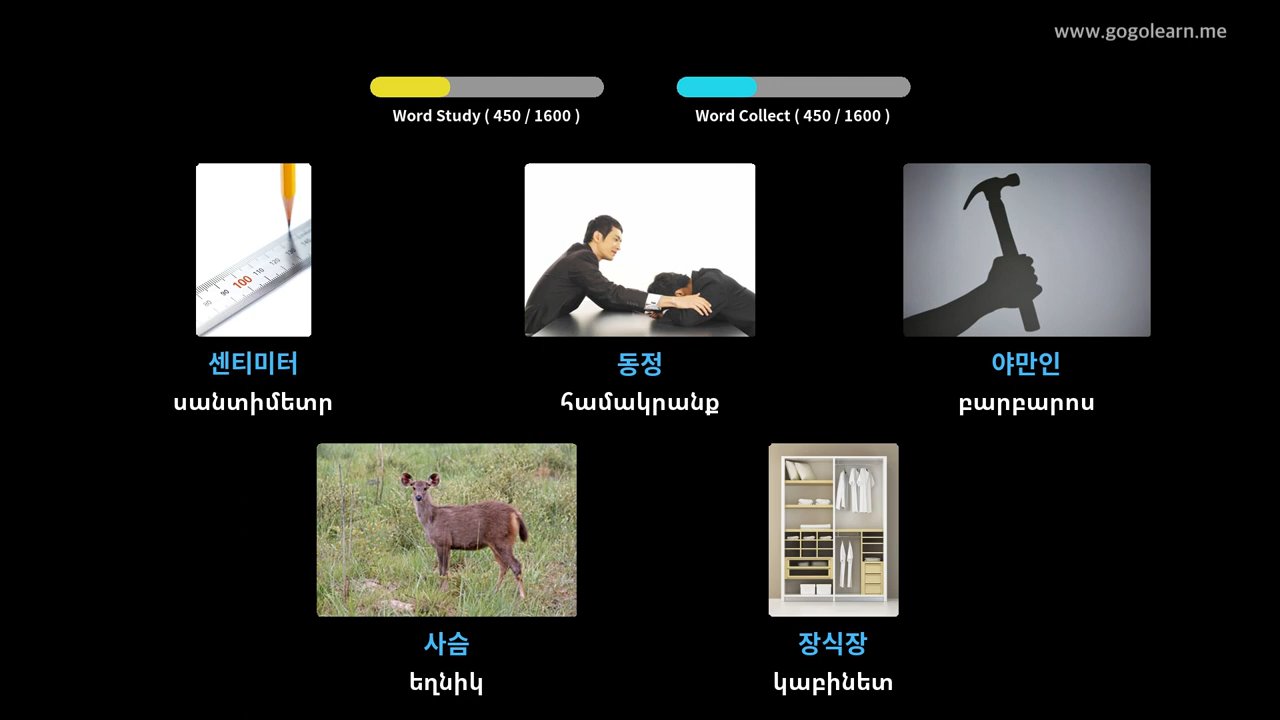 www.gogolearn.me
Word Study ( 450 / 1600 )
Word Collect ( 450 / 1600 )
센티미터
սանտիմետր
동정
համակրանք
야만인
բարբարոս
사슴
եղնիկ
장식장
կաբինետ